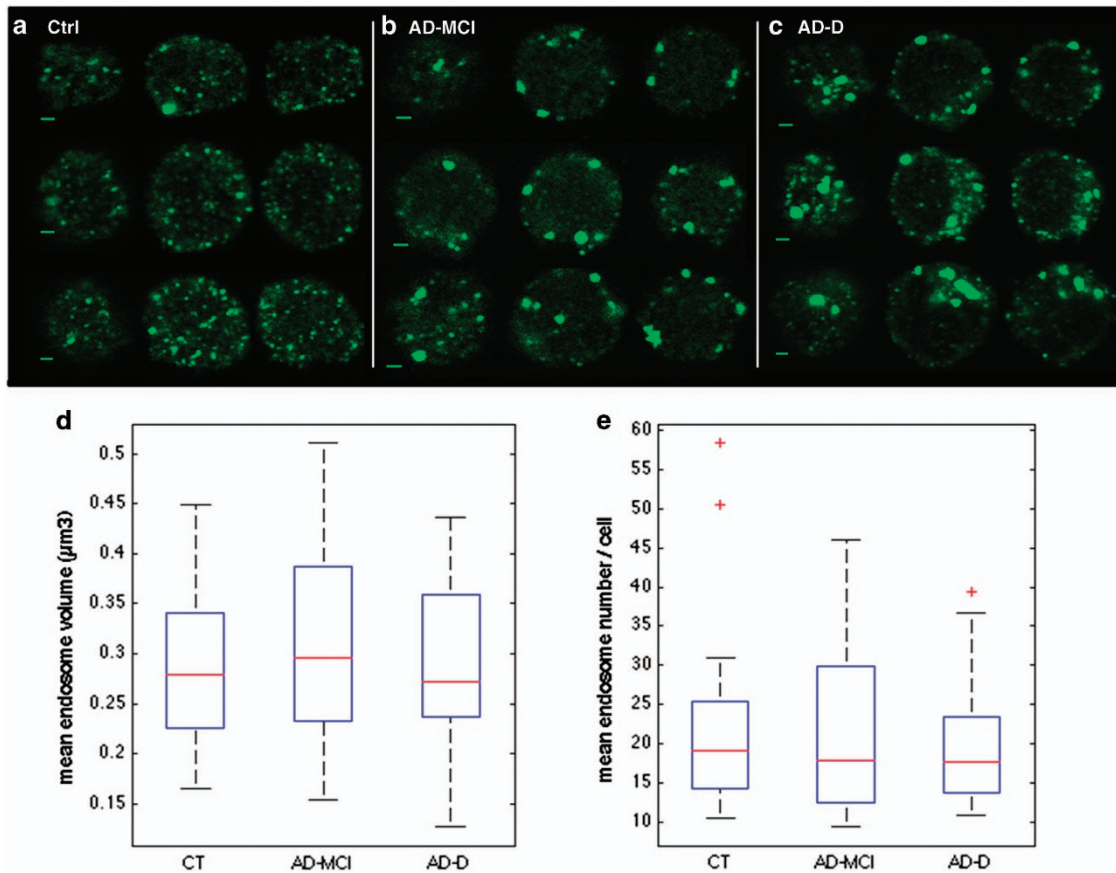 a Ctrl
b AD-MCI
c AD-D
d
mean endosome volume (µm3)
0.5
0.45
0.4
0.35
0.3
0.25
0.2
0.15
CT
AD-MCI
AD-D
e
mean endosome number / cell
60
55
50
45
40
35
30
25
20
15
10
CT
AD-MCI
AD-D